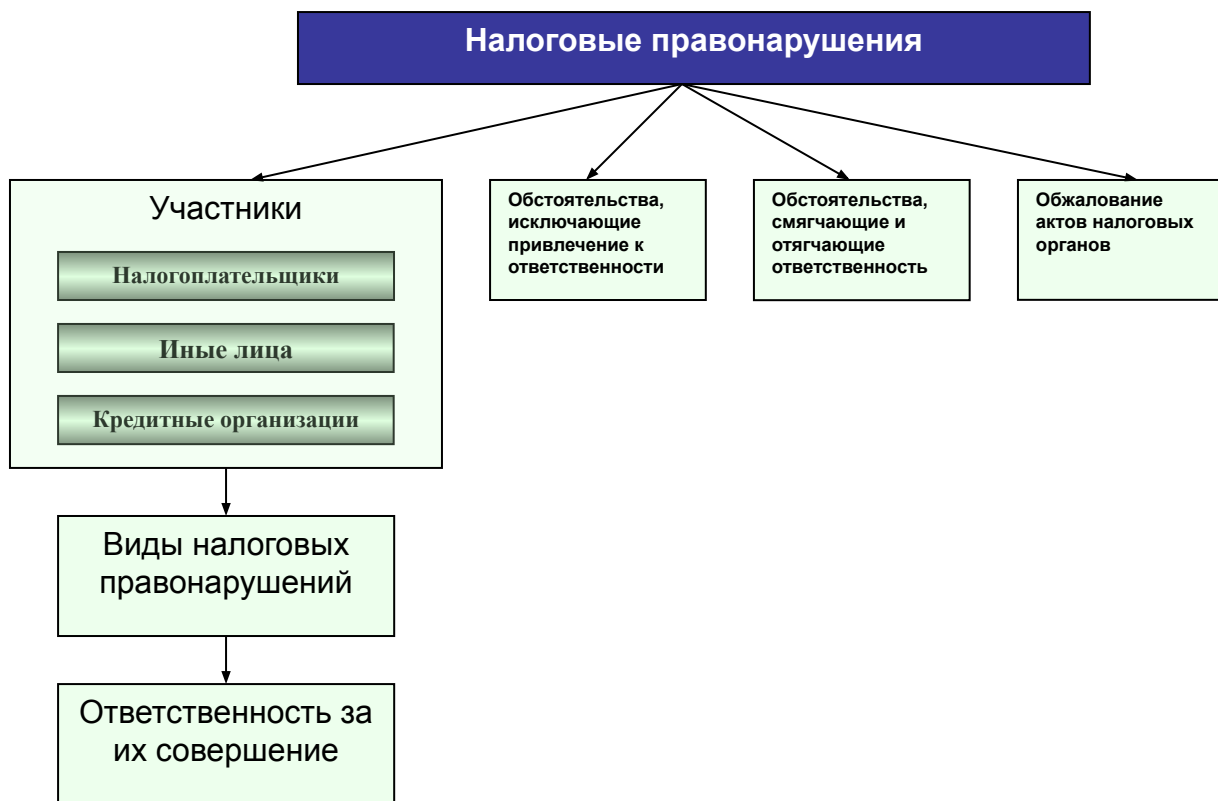 Налоговые правонарушения
Участники
Налогоплательщики
Иные лица
Кредитные организации
Обстоятельства,
исключающие
привлечение к
ответственности
Обстоятельства,
смягчающие и
отягчающие
ответственность
Обжалование
актов налоговых
органов
Виды налоговых
правонарушений
Ответственность за
их совершение